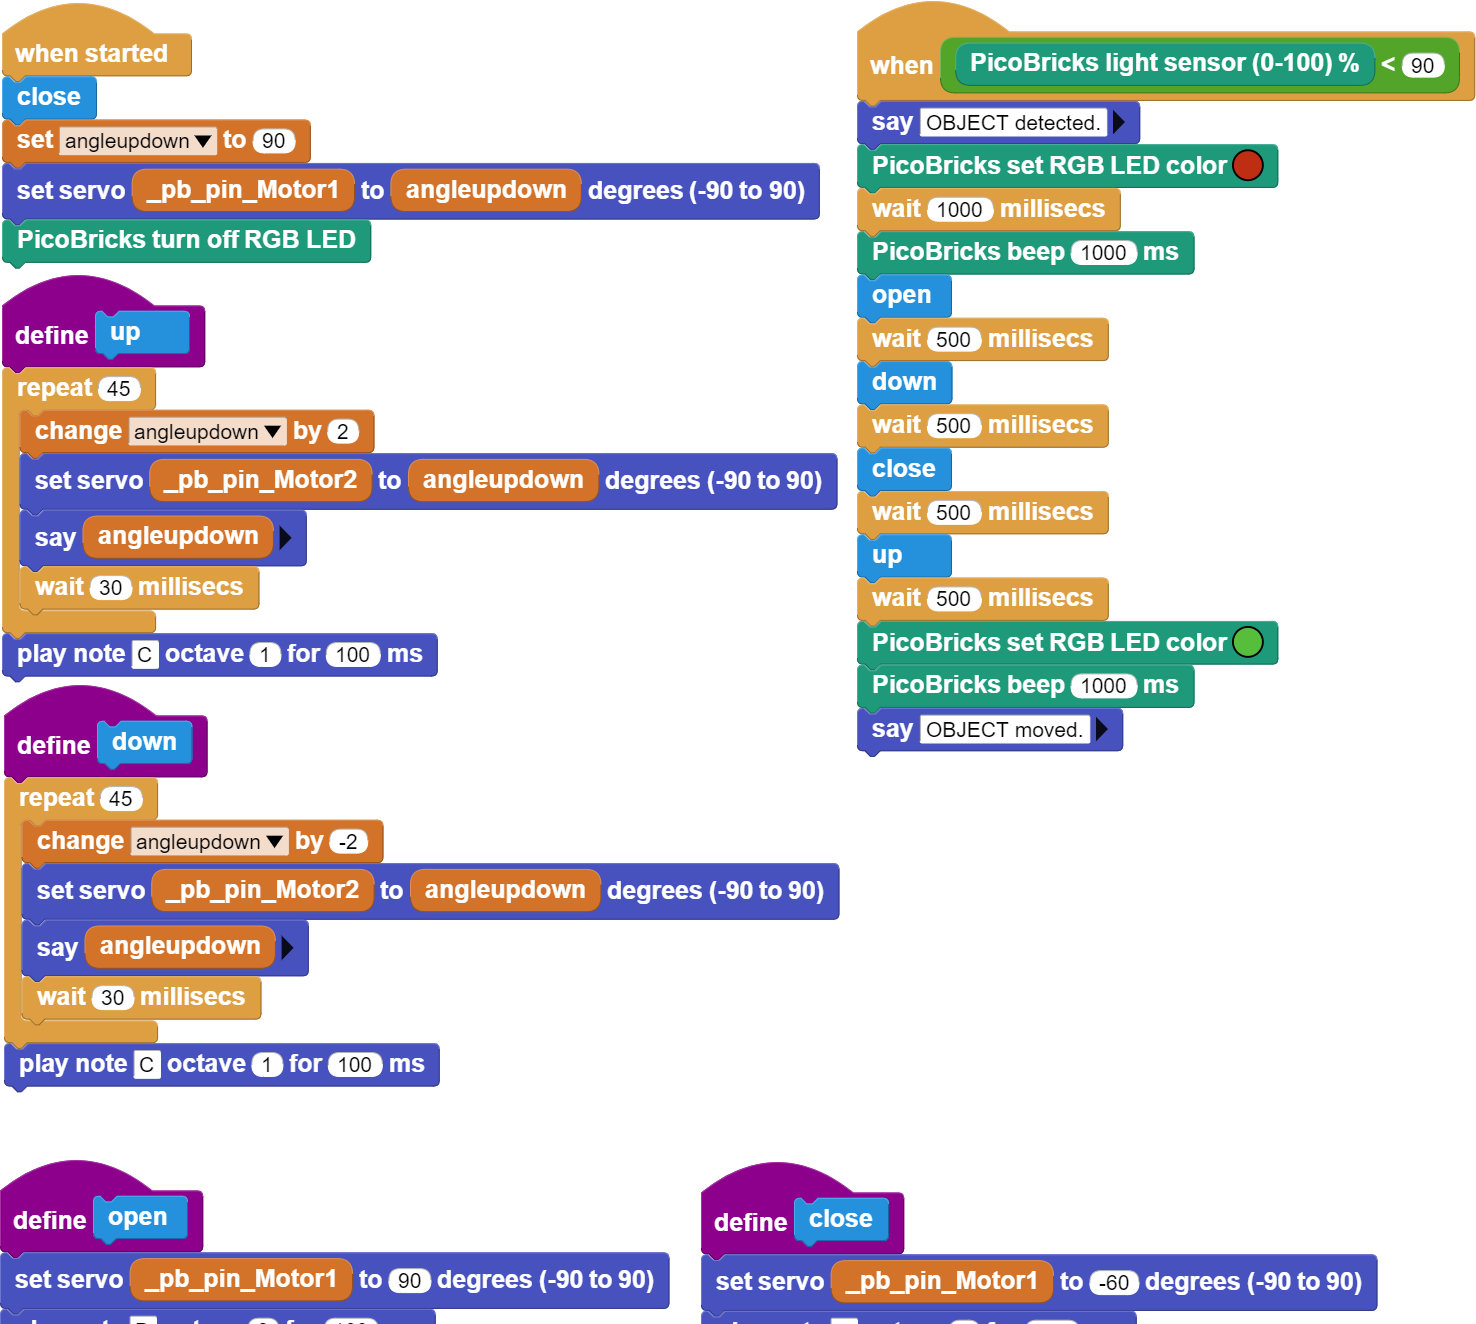 when started
close
set angleupdown to 90
set servo _pb_pin_Motor1 to angleupdown degrees (-90 to 90)
PicoBricks turn off RGB LED
define up
repeat 45
change angleupdown by 2
set servo _pb_pin_Motor2 to angleupdown degrees (-90 to 90)
say angleupdown
wait 30 millisecs
play note C octave 1 for 100 ms
define down
repeat 45
change angleupdown by -2
set servo _pb_pin_Motor2 to angleupdown degrees (-90 to 90)
say angleupdown
wait 30 millisecs
play note C octave 1 for 100 ms
when PicoBricks light sensor (0-100) % < 90
say OBJECT detected.
PicoBricks set RGB LED color
wait 1000 millisecs
PicoBricks beep 1000 ms
open
wait 500 millisecs
down
wait 500 millisecs
close
wait 500 millisecs
up
wait 500 millisecs
PicoBricks set RGB LED color
PicoBricks beep 1000 ms
say OBJECT moved.
define open
set servo _pb_pin_Motor1 to 90 degrees (-90 to 90)
define close
set servo _pb_pin_Motor1 to -60 degrees (-90 to 90)